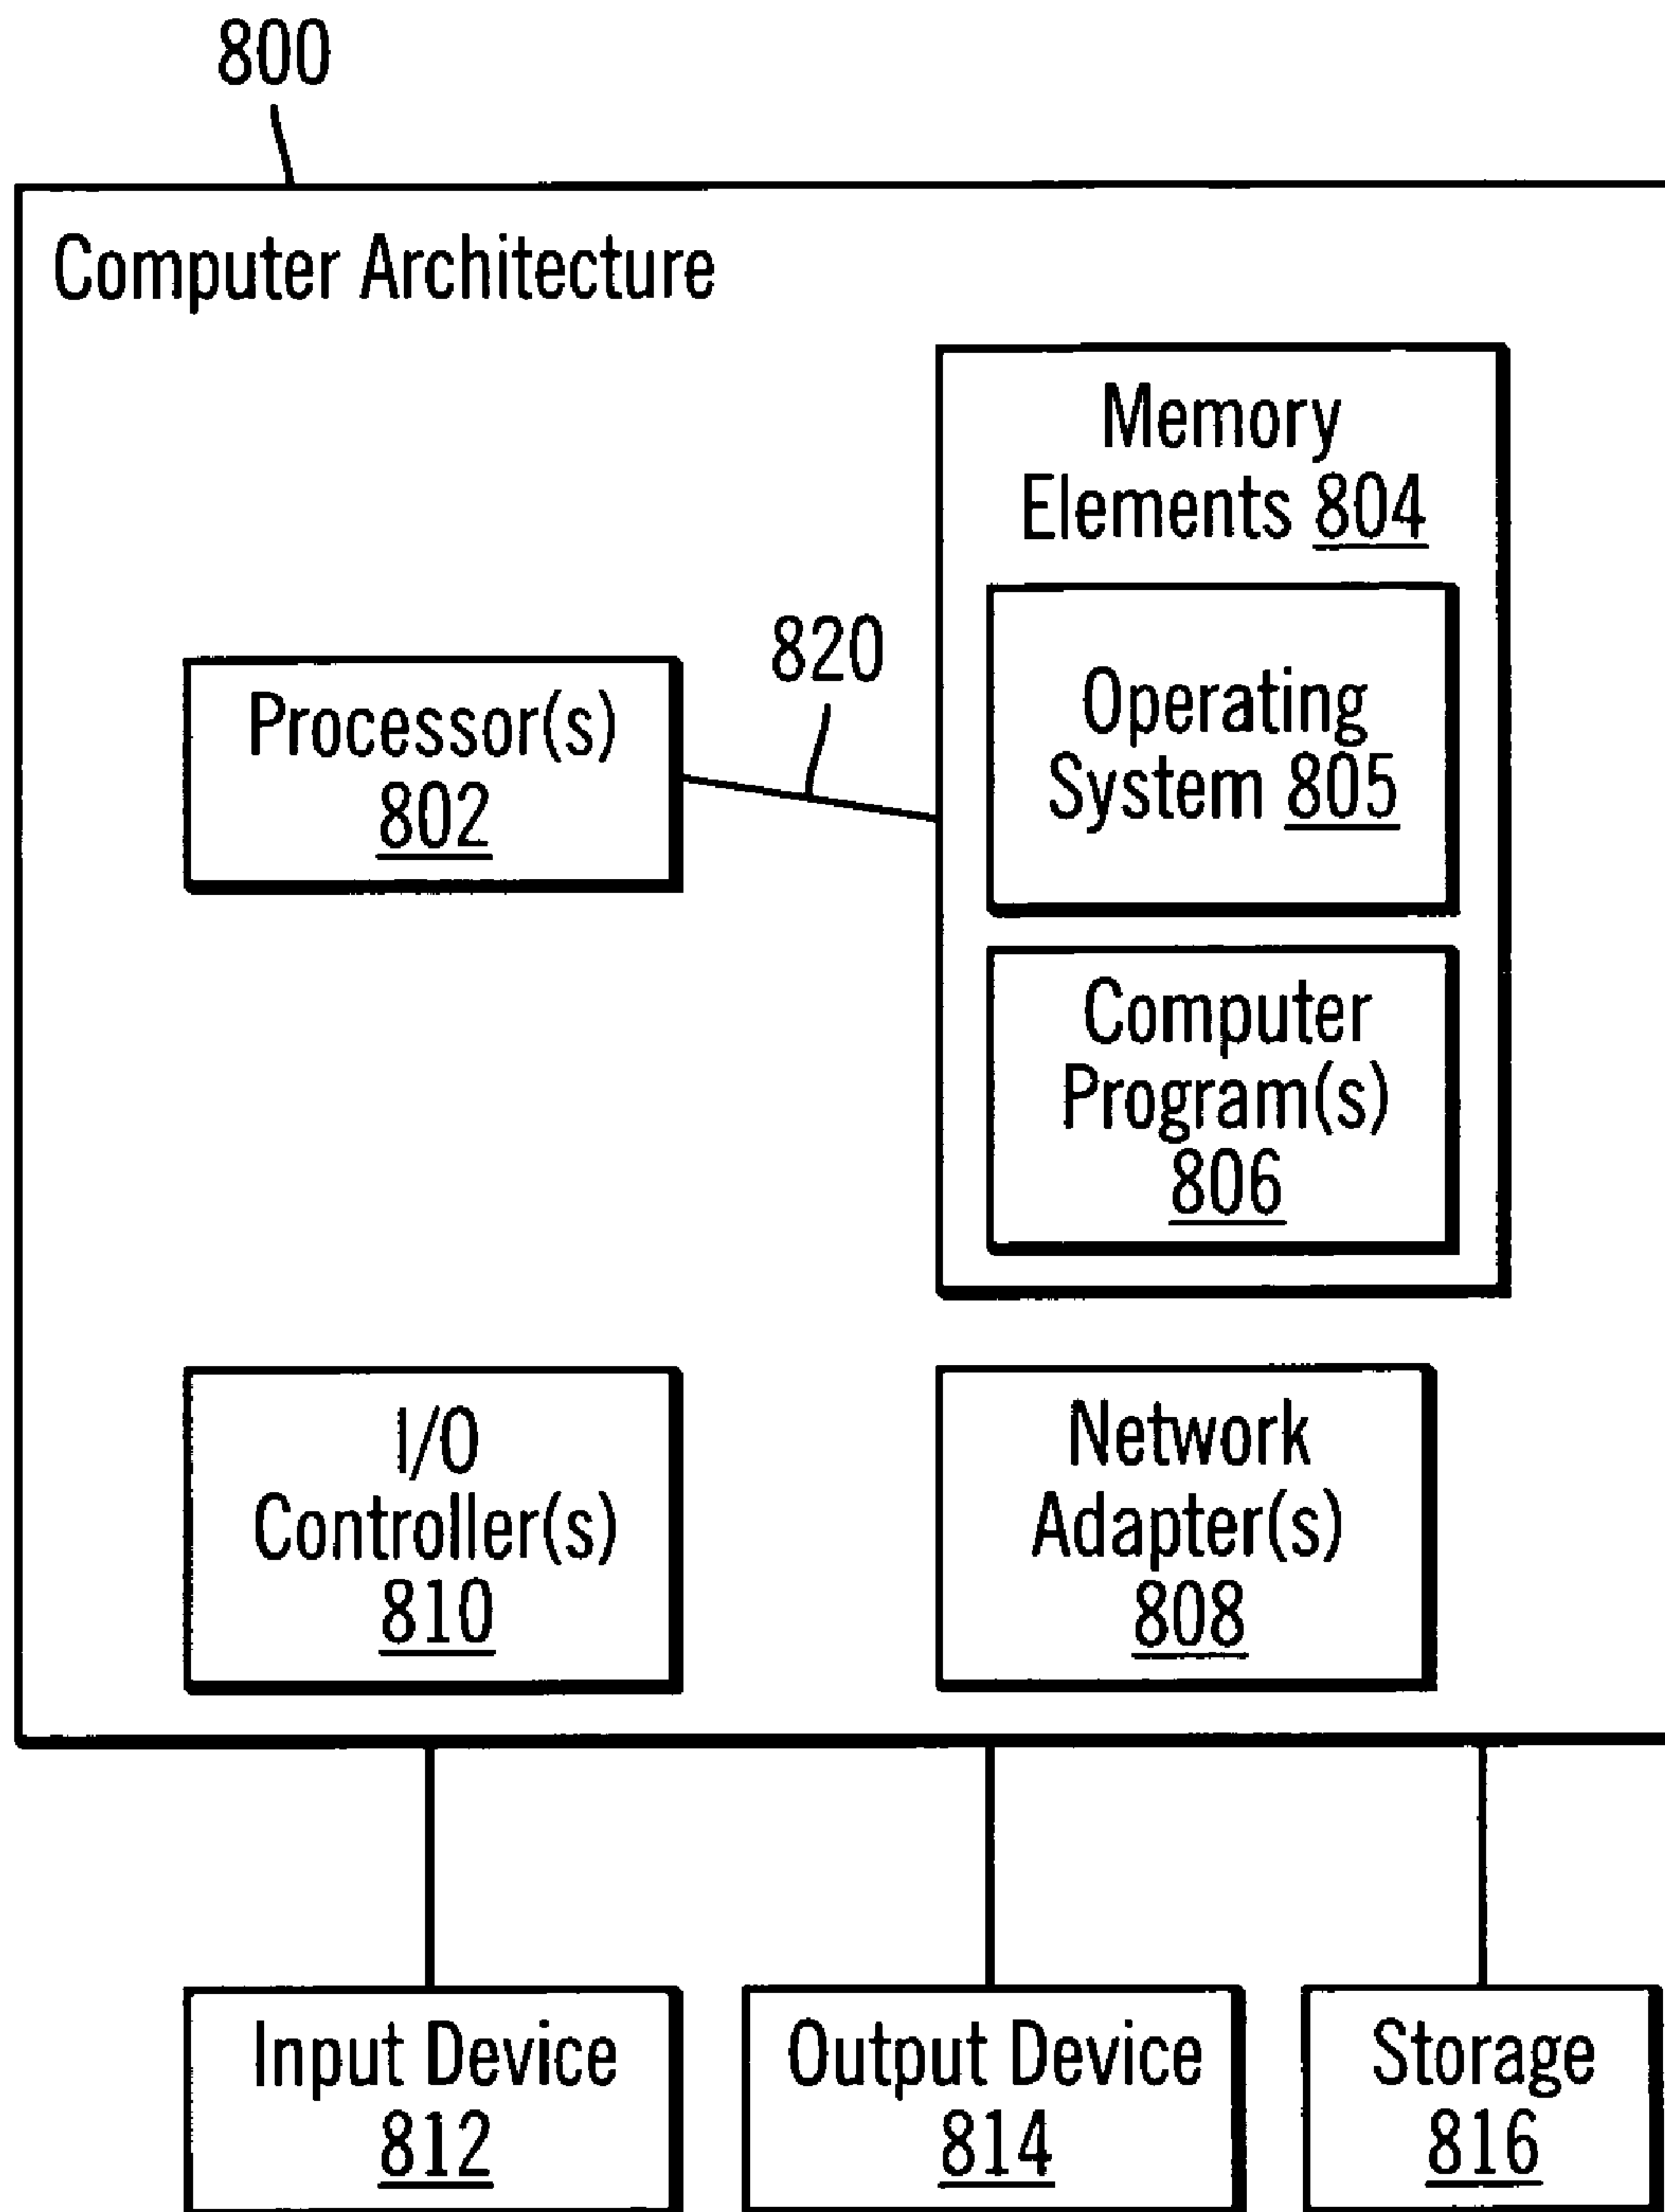 800
Computer Architecture
Memory
Elements 804
820
Operating
System 805
Processor(s)
802
Computer
Program(s)
806
I/O
Controller(s)
810
Network
Adapter(s)
808
Input Device
812
Output Device
814
Storage
816